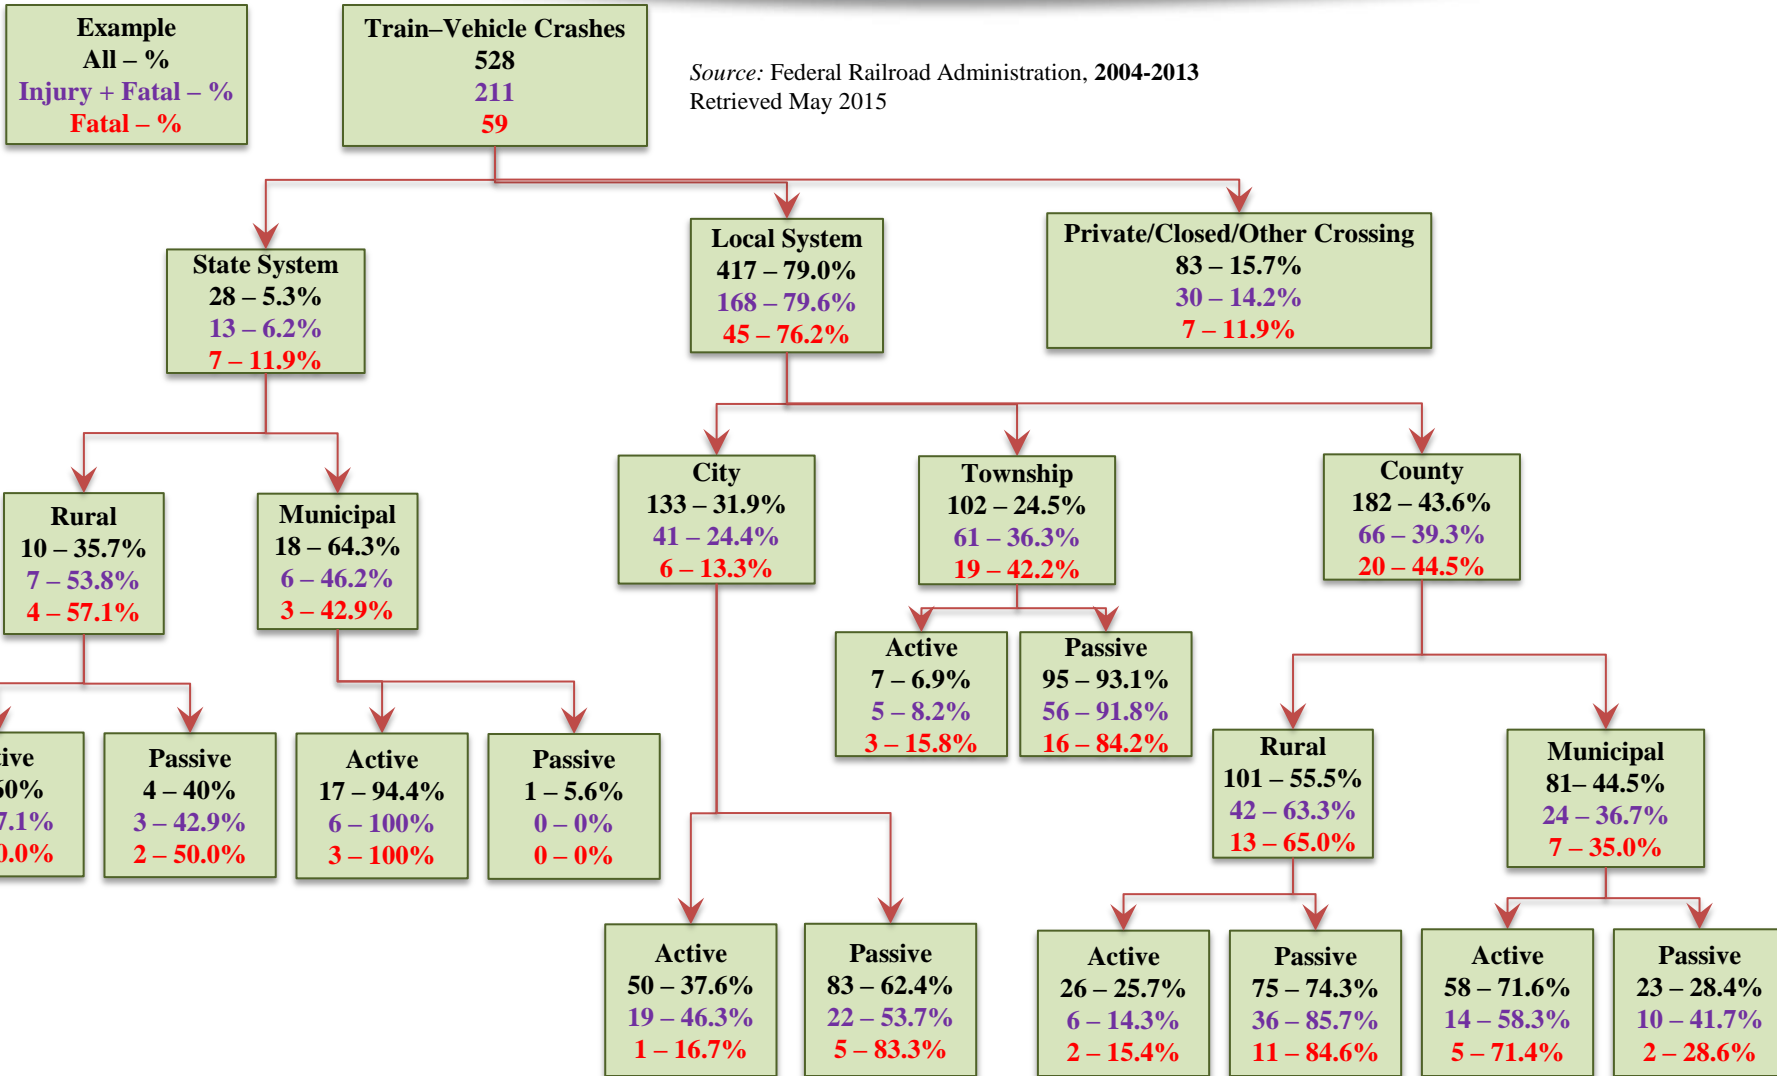 Example
All – %
Injury + Fatal – %
Fatal – %
Train–Vehicle Crashes
528
211
59
Source: Federal Railroad Administration, 2004-2013
Retrieved May 2015
State System
28 – 5.3%
13 – 6.2%
7 – 11.9%
Local System
417 – 79.0%
168 – 79.6%
45 – 76.2%
Private/Closed/Other Crossing
83 – 15.7%
30 – 14.2%
7 – 11.9%
Rural
10 – 35.7%
7 – 53.8%
4 – 57.1%
Municipal
18 – 64.3%
6 – 46.2%
3 – 42.9%
City
133 – 31.9%
41 – 24.4%
6 – 13.3%
Township
102 – 24.5%
61 – 36.3%
19 – 42.2%
County
182 – 43.6%
66 – 39.3%
20 – 44.5%
Active
7 – 6.9%
5 – 8.2%
3 – 15.8%
Passive
95 – 93.1%
56 – 91.8%
16 – 84.2%
Rural
101 – 55.5%
42 – 63.3%
13 – 65.0%
Municipal
81– 44.5%
24 – 36.7%
7 – 35.0%
Passive
4 – 40%
3 – 42.9%
2 – 50.0%
Active
17 – 94.4%
6 – 100%
3 – 100%
Passive
1 – 5.6%
0 – 0%
0 – 0%
Active
50 – 37.6%
19 – 46.3%
1 – 16.7%
Passive
83 – 62.4%
22 – 53.7%
5 – 83.3%
Active
26 – 25.7%
6 – 14.3%
2 – 15.4%
Passive
75 – 74.3%
36 – 85.7%
11 – 84.6%
Active
58 – 71.6%
14 – 58.3%
5 – 71.4%
Passive
23 – 28.4%
10 – 41.7%
2 – 28.6%